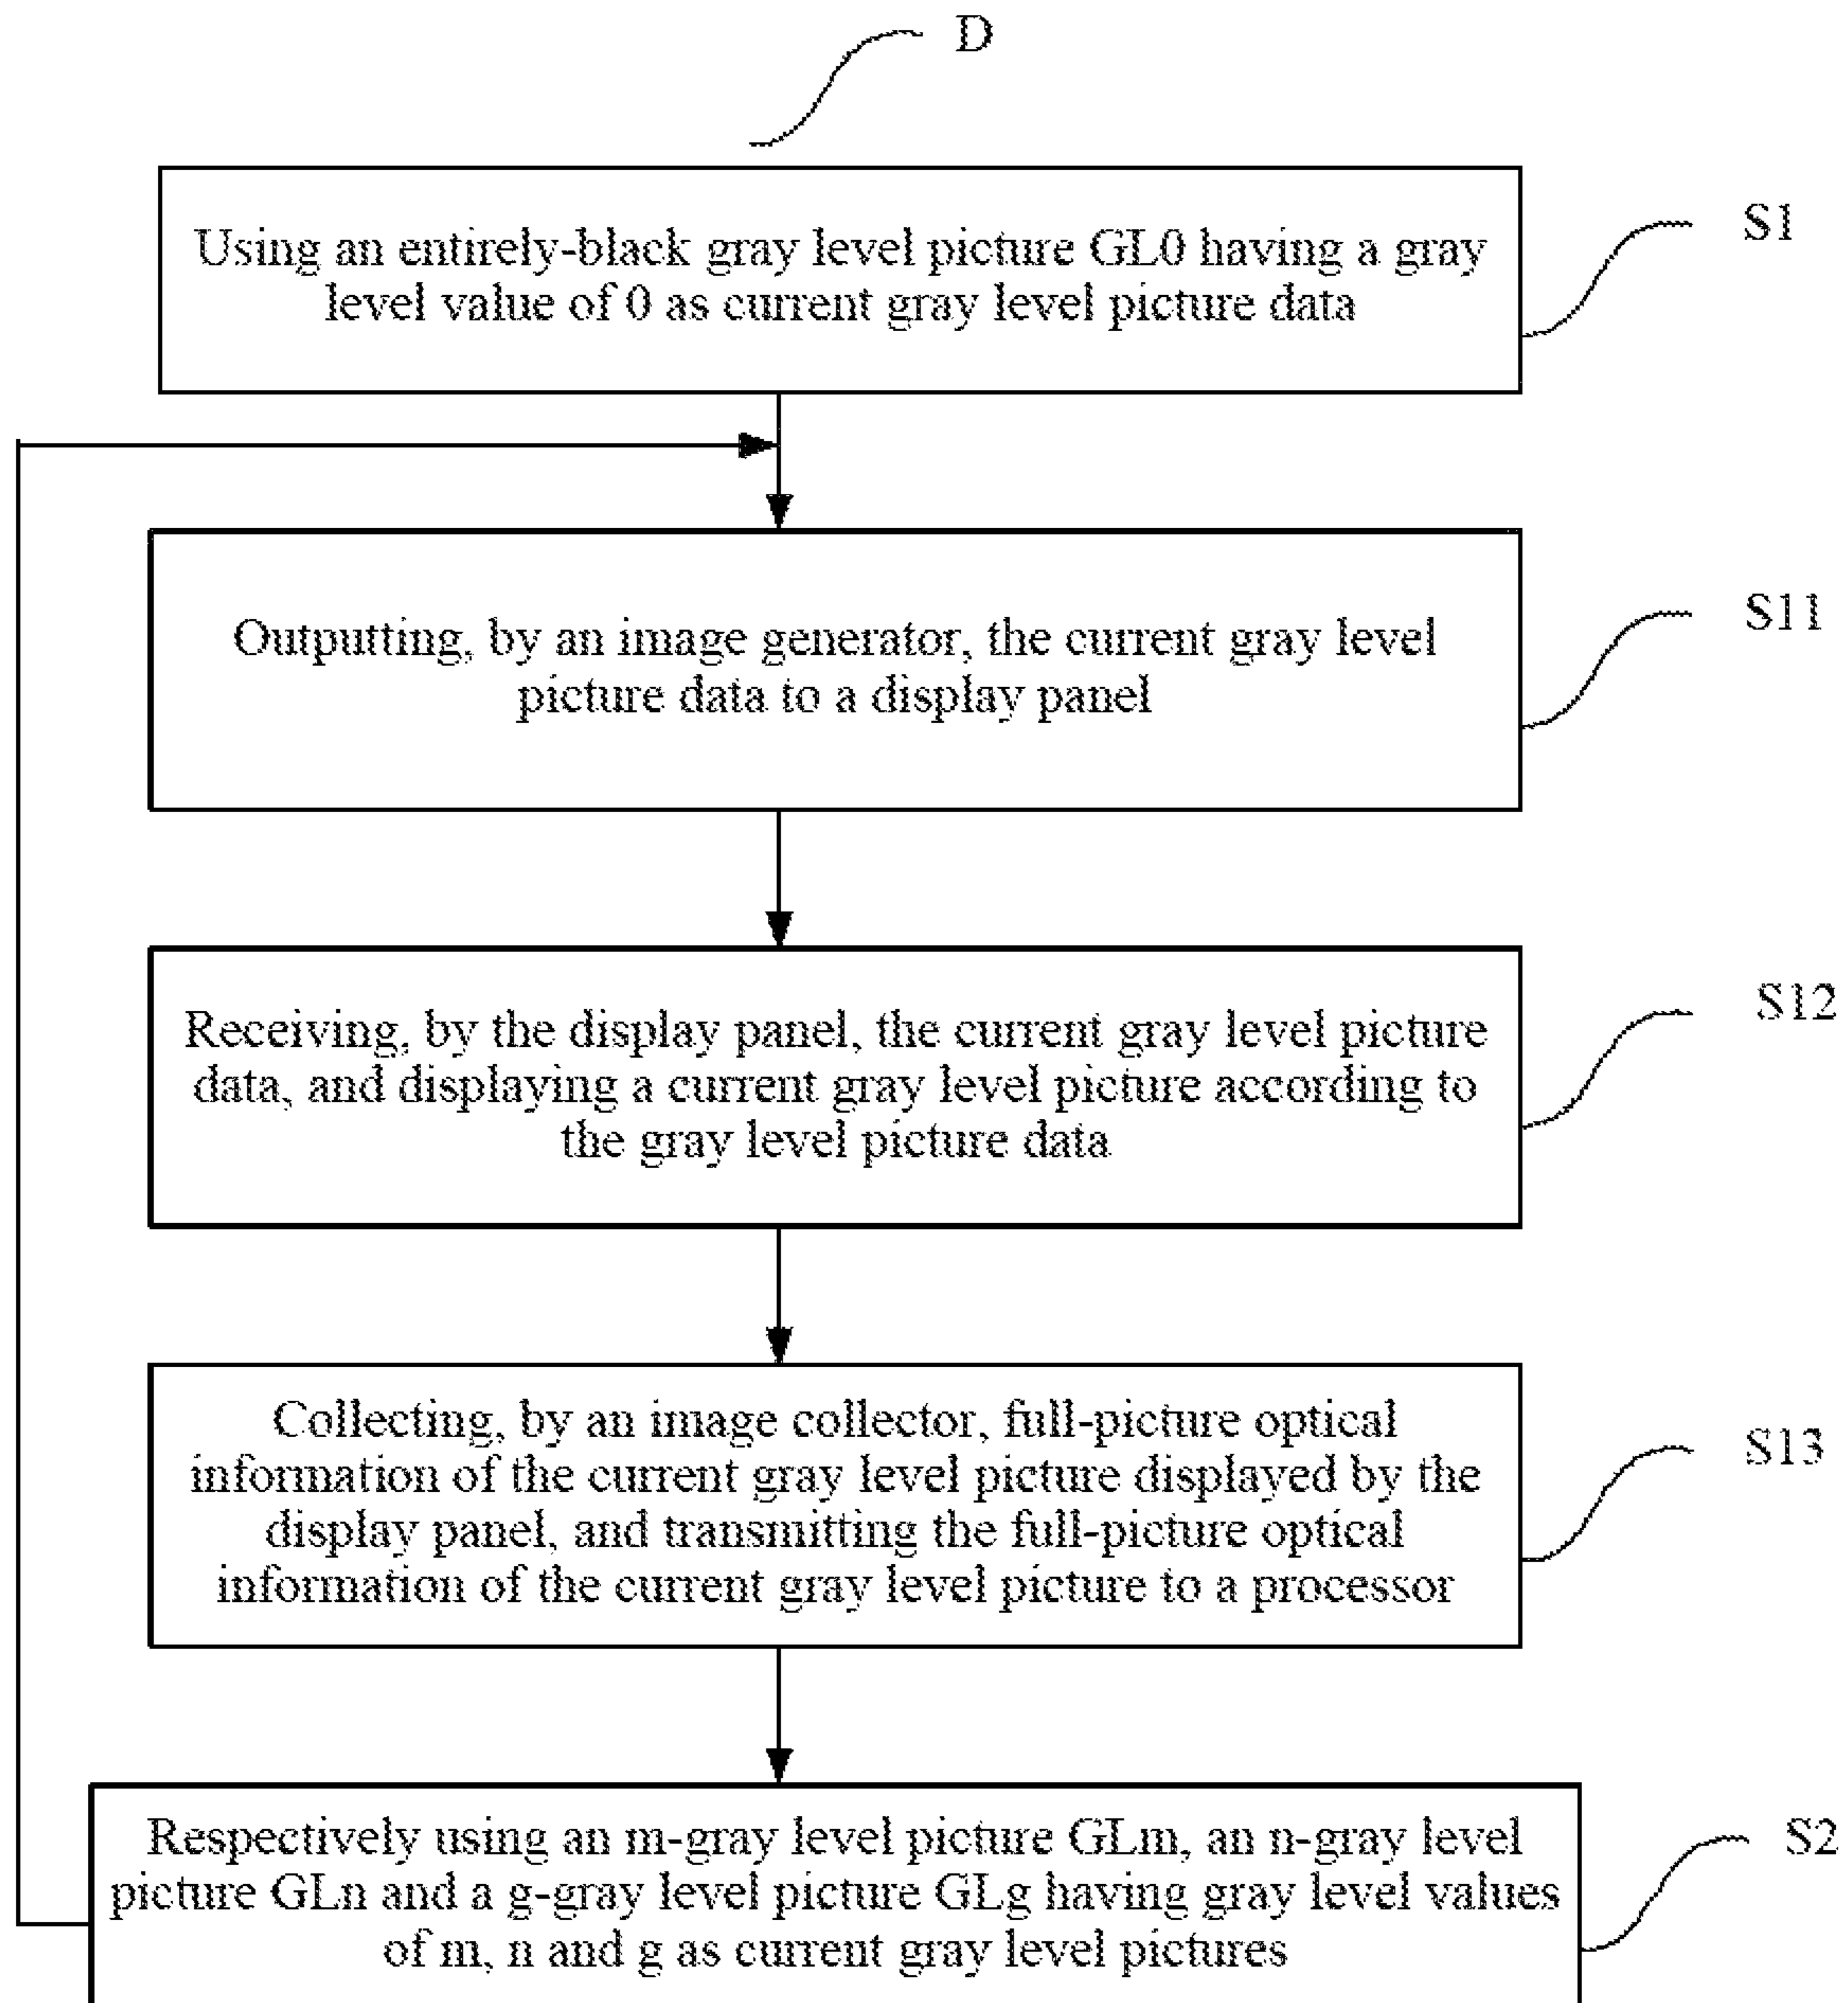 D
Using an entirely-black gray level picture GL0 having a gray
level value of 0 as current gray level picture data
S1
Outputting, by an image generator, the current gray level
picture data to a display panel
S11
Receiving, by the display panel, the current gray level picture
data, and displaying a current gray level picture according to
the gray level picture data
S12
Collecting, by an image collector, full-picture optical
information of the current gray level picture displayed by the
display panel, and transmitting the full-picture optical
information of the current gray level picture to a processor
S13
Respectively using an m-gray level picture GLm, an n-gray level
picture GLn and a g-gray level picture GLg having gray level values
of m, n and g as current gray level pictures
S2